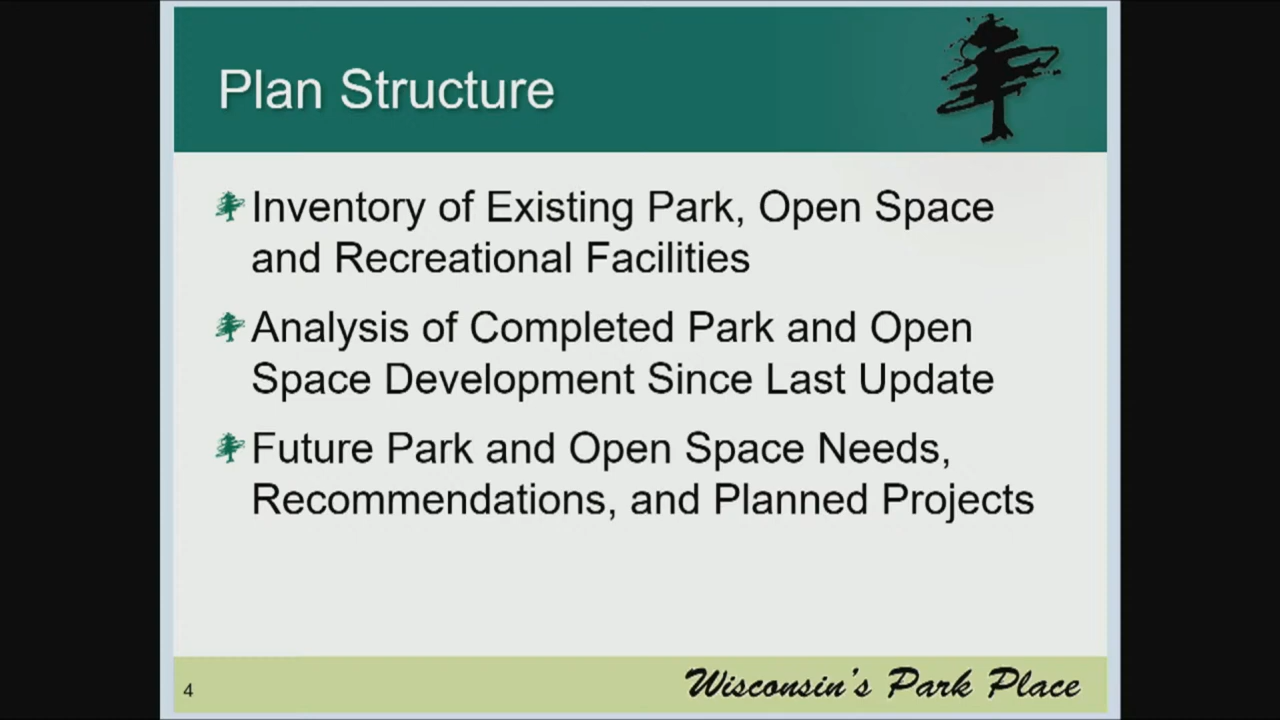 Plan Structure
Inventory of Existing Park, Open Space
and Recreational Facilities
Analysis of Completed Park and Open
Space Development Since Last Update
Future Park and Open Space Needs,
Recommendations, and Planned Projects
4
Wisconsin's Park Place